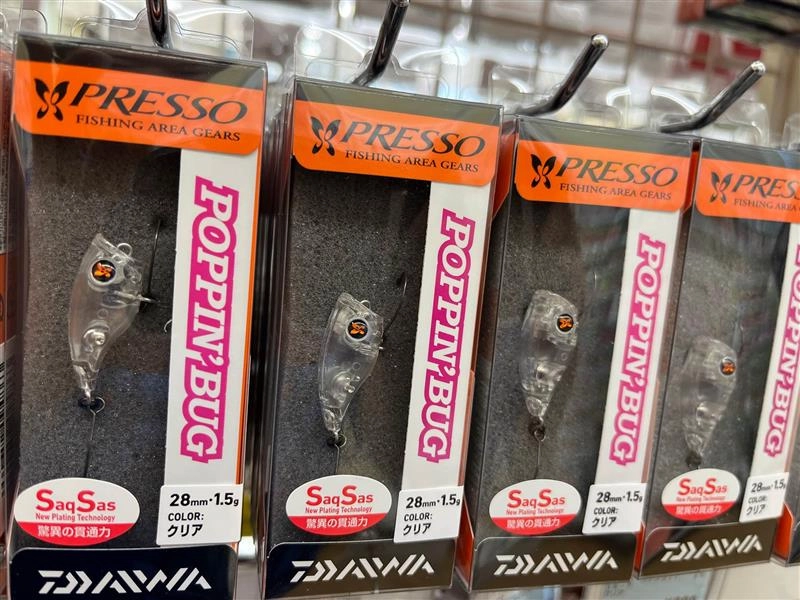 PRESSO
FISHING AREA GEARS
POPPIN' BUG
SaqSas
New Plating Technology
驚異の貫通力
28mm・1.5g
COLOR:
クリア
DAIWA
PRESSO
FISHING AREA GEARS
POPPIN' BUG
SaqSas
New Plating Technology
驚異の貫通力
28mm・1.5g
COLOR:
クリア
DAIWA
PRESSO
FISHING AREA GEARS
POPPIN' BUG
SaqSas
New Plating Technology
驚異の貫通力
28mm・1.5g
COLOR:
クリア
DAIWA
PRESSO
FISHING AREA
POPPIN' BUG
SaqSas
New Plating Technology
驚異の貫通力
28mm・1.5g
COLOR:
クリア
DAIWA